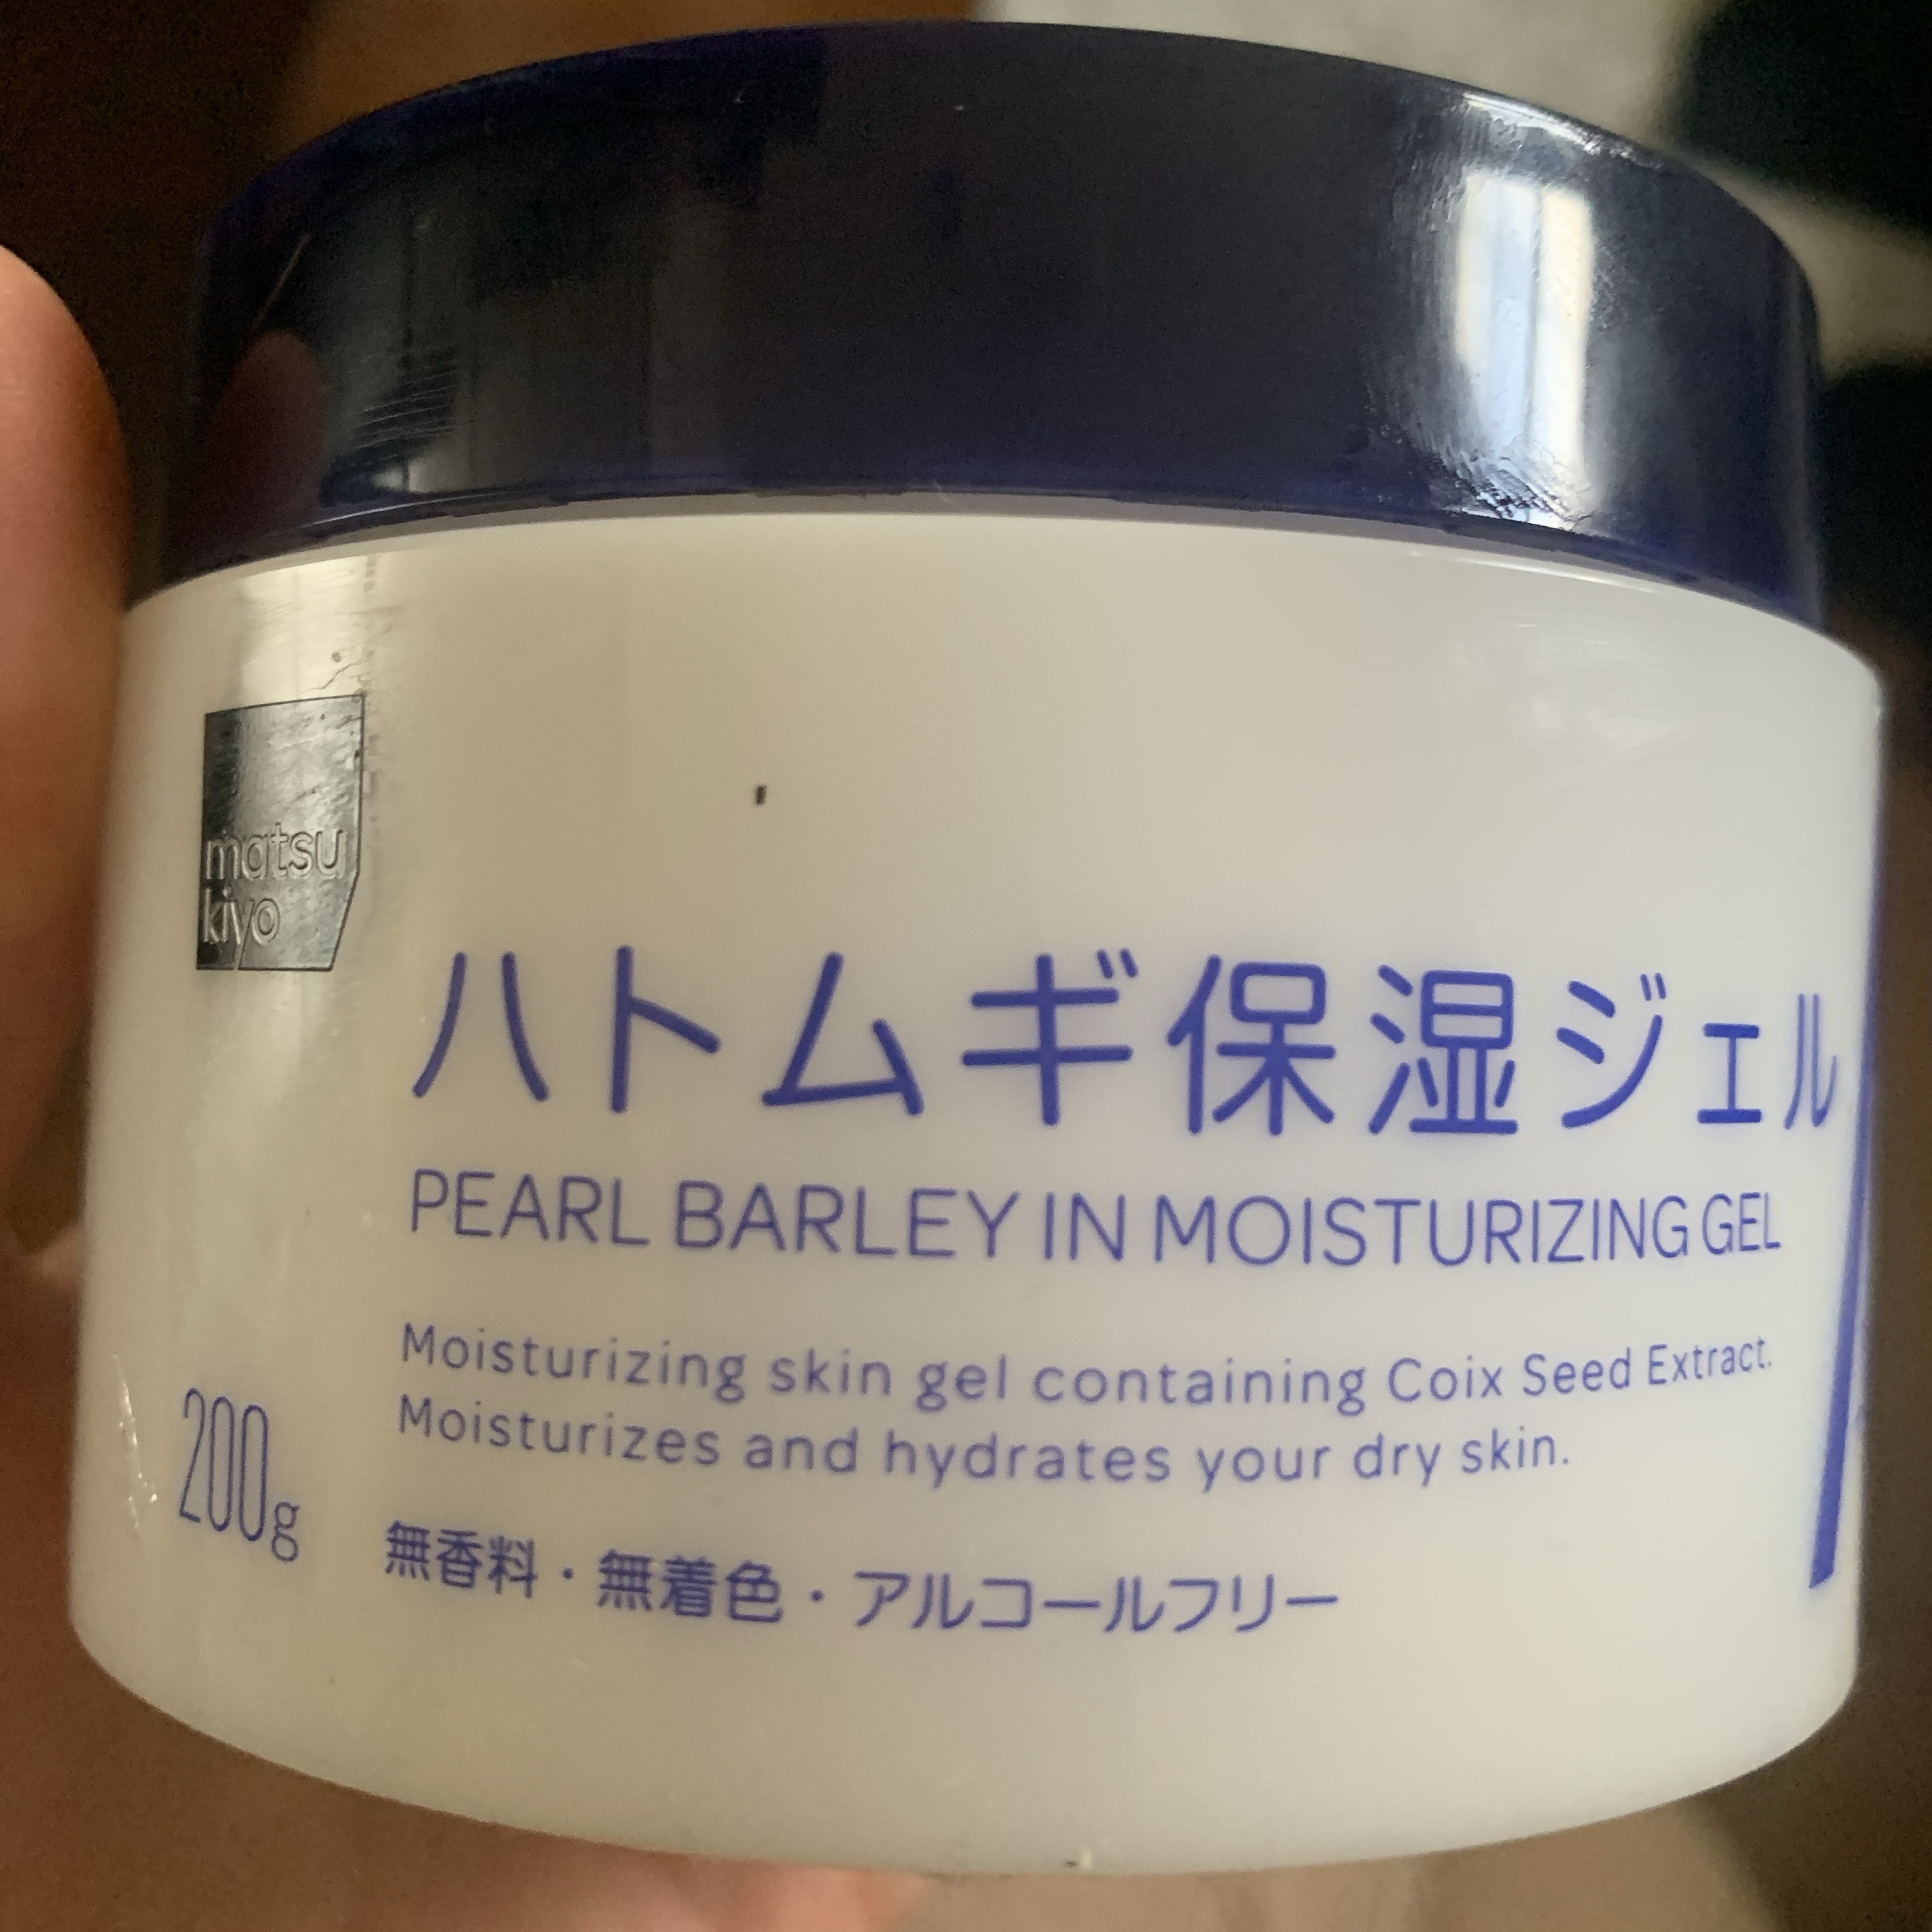 matsu
kiyo
ハトムギ保湿ジェル
PEARL BARLEY IN MOISTURIZING GEL
Moisturizing skin gel containing Coix Seed Extract.
Moisturizes and hydrates your dry skin.
200g
無香料・無着色・アルコールフリー